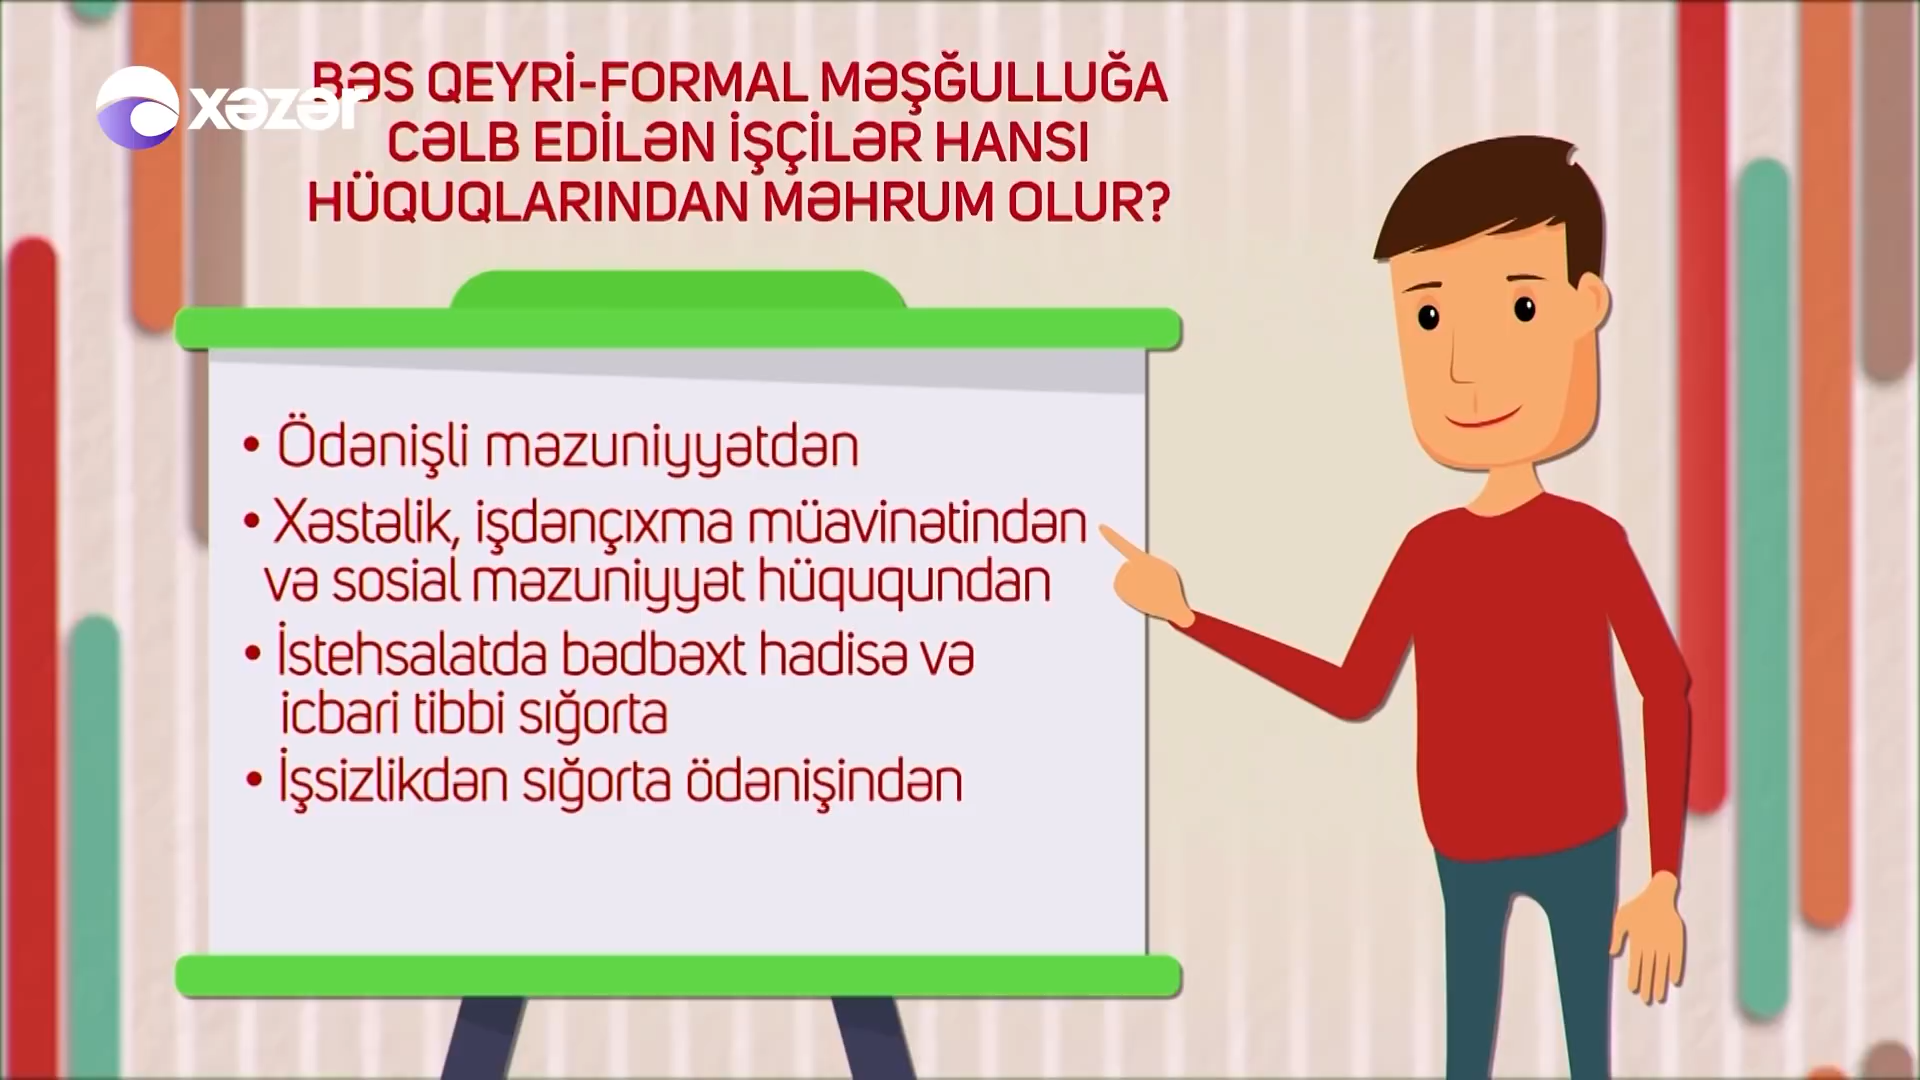 xəzər
BƏS QEYRİ-FORMAL MƏŞĞULLUĞA
CƏLB EDİLƏN İŞÇİLƏR HANSI
HÜQUQLARINDAN MƏHRUM OLUR?
• Ödənişli məzuniyyətdən
• Xəstəlik, işdənçıxma müavinətindən
və sosial məzuniyyət hüququndan
• İstehsalatda bədbəxt hadisə və
icbari tibbi sığorta
• İşsizlikdən sığorta ödənişindən